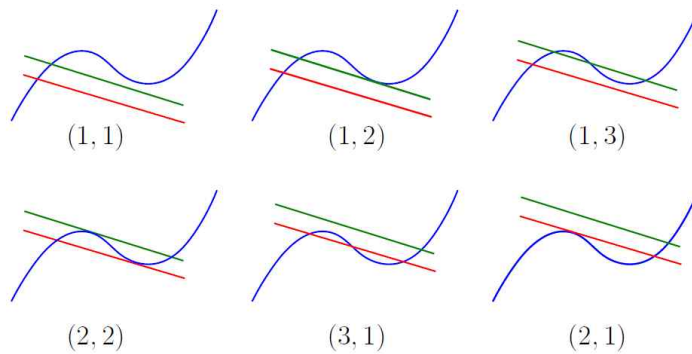 (1, 1) (1, 2) (1, 3)
(2, 2) (3, 1) (2, 1)